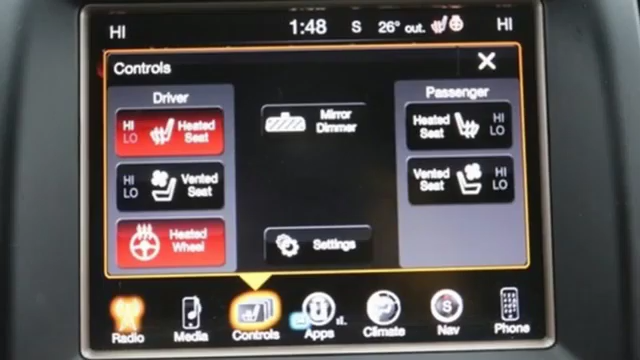 HI 1:48 S 26° out. HI
Controls
Driver
Passenger
HI
LO
Heated
Seat
Mirror
Dimmer
Heated
Seat
HI
LO
HI
LO
Vented
Seat
Vented
Seat
HI
LO
Heated
Wheel
Settings
Radio Media Controls Apps Climate S Nav Phone